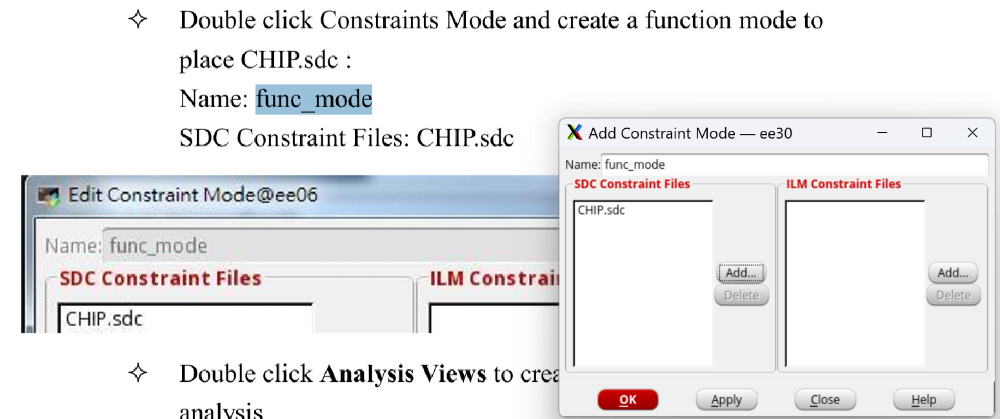 Double click Constraints Mode and create a function mode to
place CHIP.sdc :
Name: func_mode
SDC Constraint Files: CHIP.sdc
Edit Constraint Mode@ee06
Name: func_mode
SDC Constraint Files
ILM Constrai
CHIP.sdc
Double click Analysis Views to crea
analysis
Add Constraint Mode — ee30
Name: func_mode
SDC Constraint Files
ILM Constraint Files
CHIP.sdc
Add...
Delete
Add...
Delete
OK
Apply
Close
Help